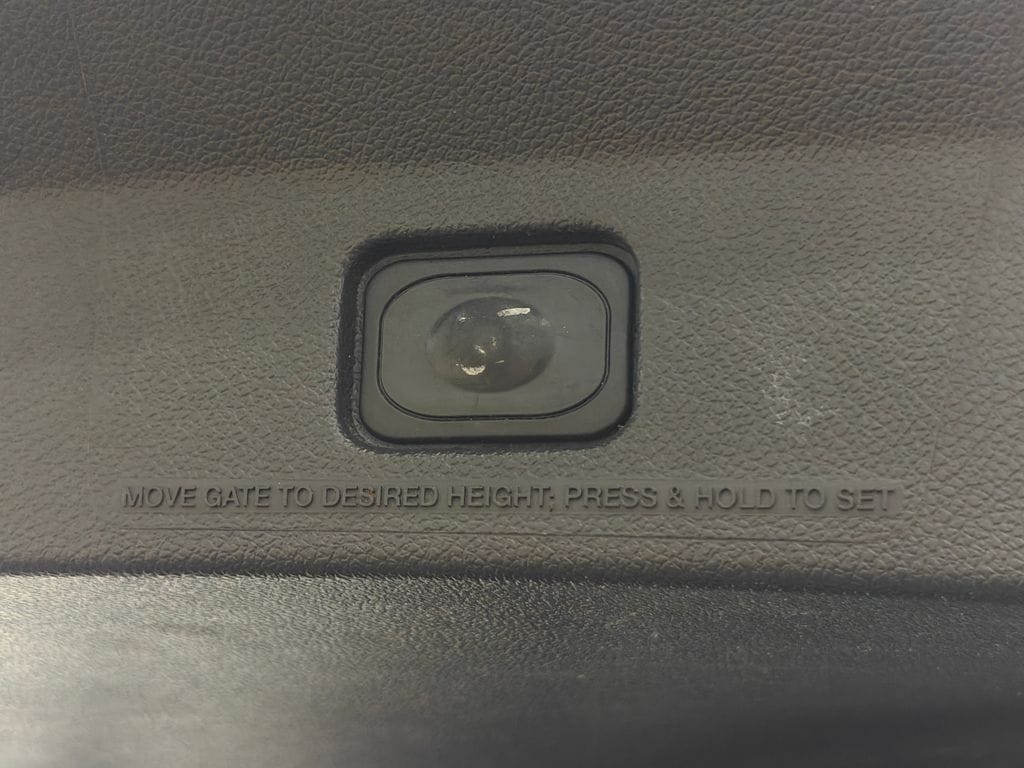 MOVE GATE TO DESIRED HEIGHT; PRESS & HOLD TO SET